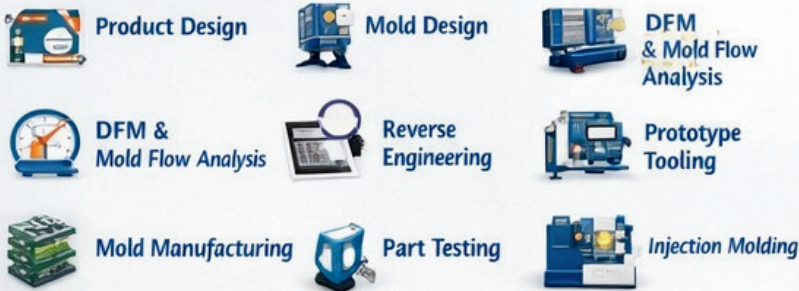 Product Design
Mold Design
DFM
& Mold Flow
Analysis
DFM &
Mold Flow Analysis
Reverse
Engineering
Prototype
Tooling
Mold Manufacturing
Part Testing
Injection Molding